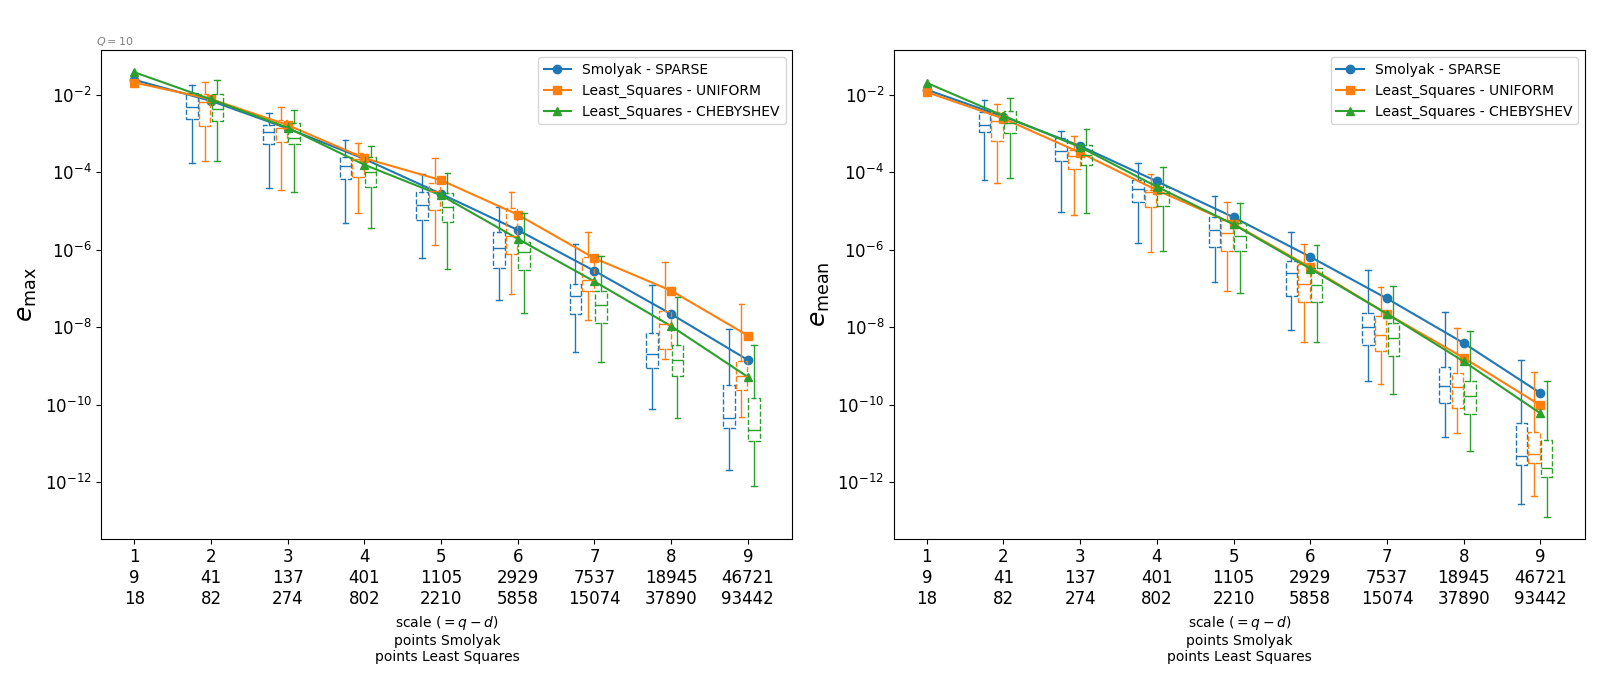 Q = 10
Smolyak - SPARSE
Least_Squares - UNIFORM
Least_Squares - CHEBYSHEV
10⁻²
10⁻⁴
10⁻⁶
10⁻⁸
10⁻¹⁰
10⁻¹²
e_max
1 2 3 4 5 6 7 8 9
9 41 137 401 1105 2929 7537 18945 46721
18 82 274 802 2210 5858 15074 37890 93442
scale (= q − d)
points Smolyak
points Least Squares
Smolyak - SPARSE
Least_Squares - UNIFORM
Least_Squares - CHEBYSHEV
10⁻²
10⁻⁴
10⁻⁶
10⁻⁸
10⁻¹⁰
10⁻¹²
e_mean
1 2 3 4 5 6 7 8 9
9 41 137 401 1105 2929 7537 18945 46721
18 82 274 802 2210 5858 15074 37890 93442
scale (= q − d)
points Smolyak
points Least Squares